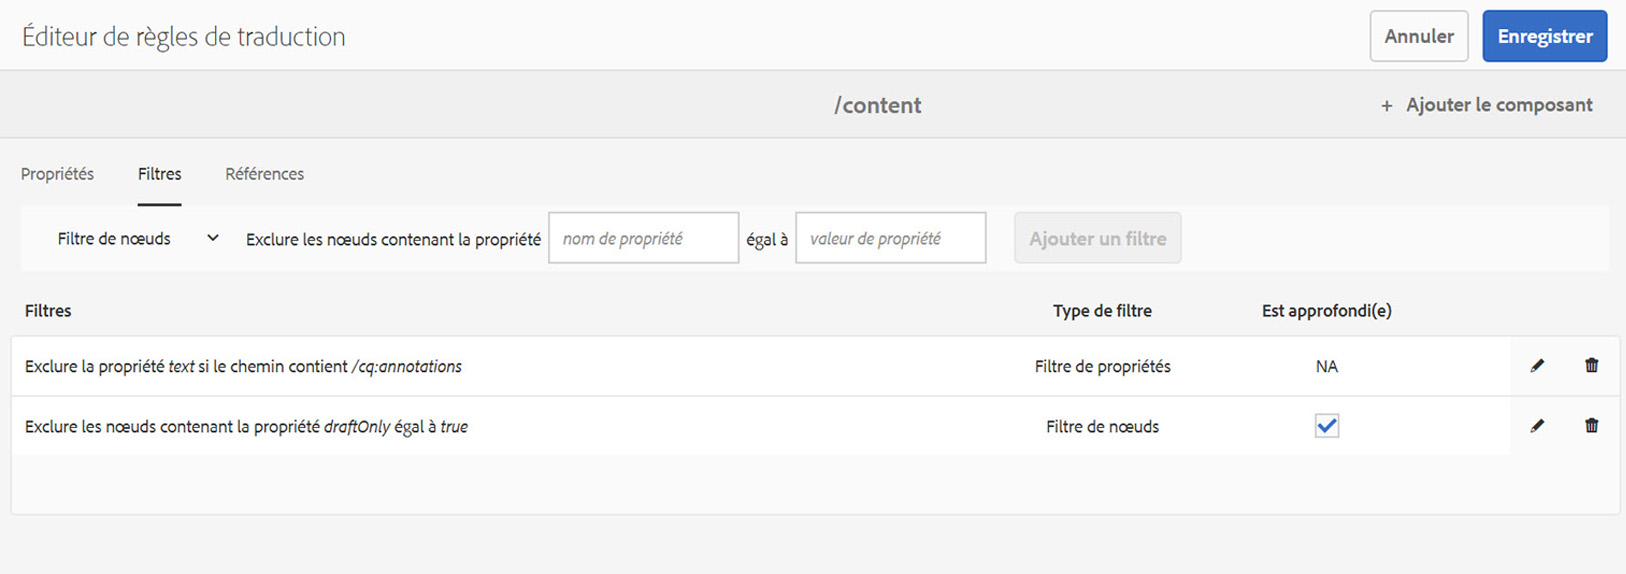 Éditeur de règles de traduction
Annuler
Enregistrer
/content
+ Ajouter le composant
Propriétés
Filtres
Références
Filtre de nœuds
Exclure les nœuds contenant la propriété
nom de propriété
égal à
valeur de propriété
Ajouter un filtre
Filtres
Type de filtre
Est approfondi(e)
Exclure la propriété text si le chemin contient /cq:annotations
Filtre de propriétés
NA
Exclure les nœuds contenant la propriété draftOnly égal à true
Filtre de nœuds